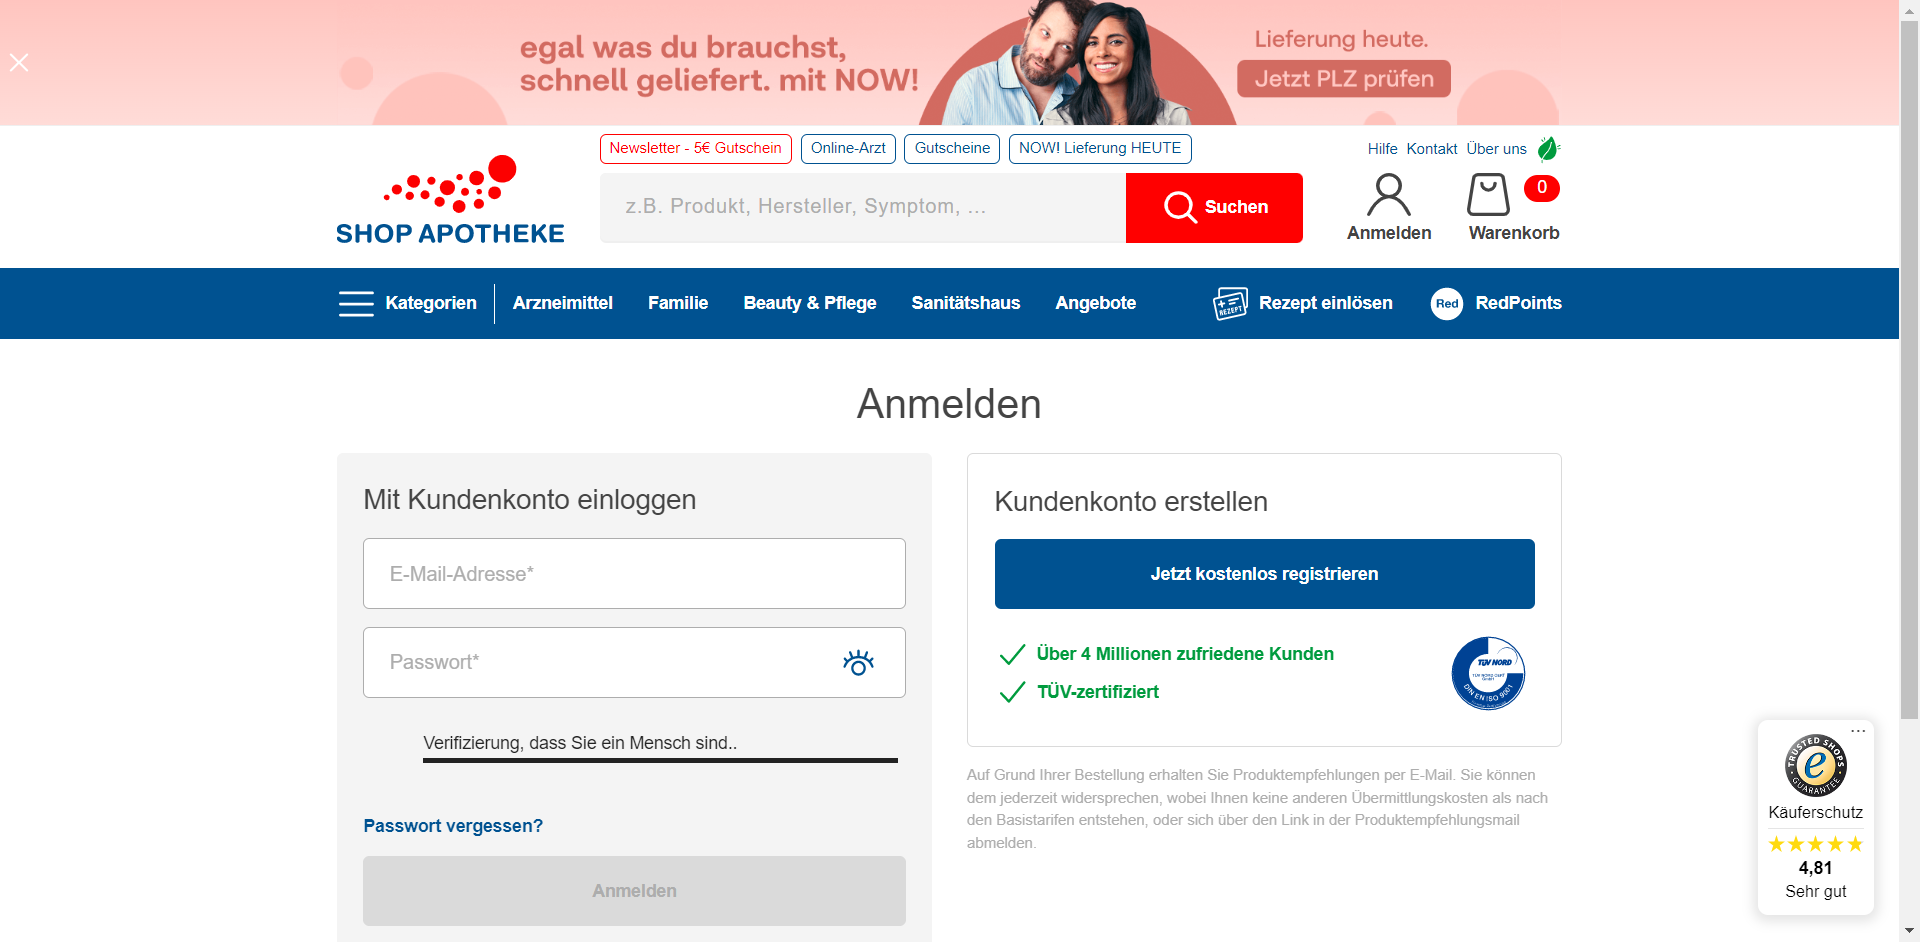 egal was du brauchst,
schnell geliefert. mit NOW!
Lieferung heute.
Jetzt PLZ prüfen
Newsletter - 5€ Gutschein
Online-Arzt
Gutscheine
NOW! Lieferung HEUTE
Hilfe
Kontakt
Über uns
SHOP APOTHEKE
z.B. Produkt, Hersteller, Symptom, ...
Suchen
Anmelden
0
Warenkorb
Kategorien
Arzneimittel
Familie
Beauty & Pflege
Sanitätshaus
Angebote
REZEPT
Rezept einlösen
Red
RedPoints
Anmelden
Mit Kundenkonto einloggen
E-Mail-Adresse*
Passwort*
Verifizierung, dass Sie ein Mensch sind..
Passwort vergessen?
Anmelden
Kundenkonto erstellen
Jetzt kostenlos registrieren
Über 4 Millionen zufriedene Kunden
TÜV-zertifiziert
TÜV NORD
TÜV NORD CERT
GmbH
DIN EN ISO 9001
Auf Grund Ihrer Bestellung erhalten Sie Produktempfehlungen per E-Mail. Sie können
dem jederzeit widersprechen, wobei Ihnen keine anderen Übermittlungskosten als nach
den Basistarifen entstehen, oder sich über den Link in der Produktempfehlungsmail
abmelden.
TRUSTED SHOPS
e
GUARANTEE
Käuferschutz
4,81
Sehr gut